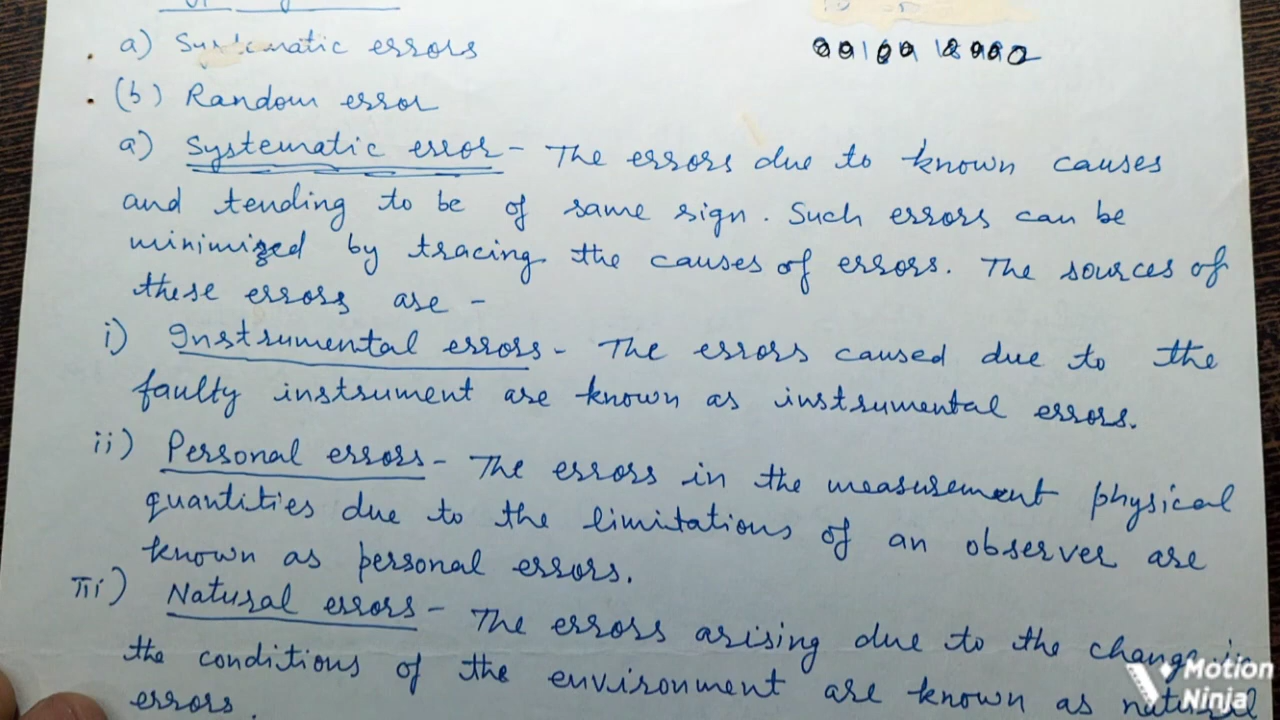 a) Systematic errors
(b) Random error
a) Systematic error - The errors due to known causes
and tending to be of same sign. Such errors can be
minimized by tracing the causes of errors. The sources of
these errors are -
i) Instrumental errors - The errors caused due to the
faulty instrument are known as instrumental errors.
ii) Personal errors - The errors in the measurement physical
quantities due to the limitations of an observer are
known as personal errors.
iii) Natural errors - The errors arising due to the change in
the conditions of the environment are known as natural
errors.
Motion
Ninja